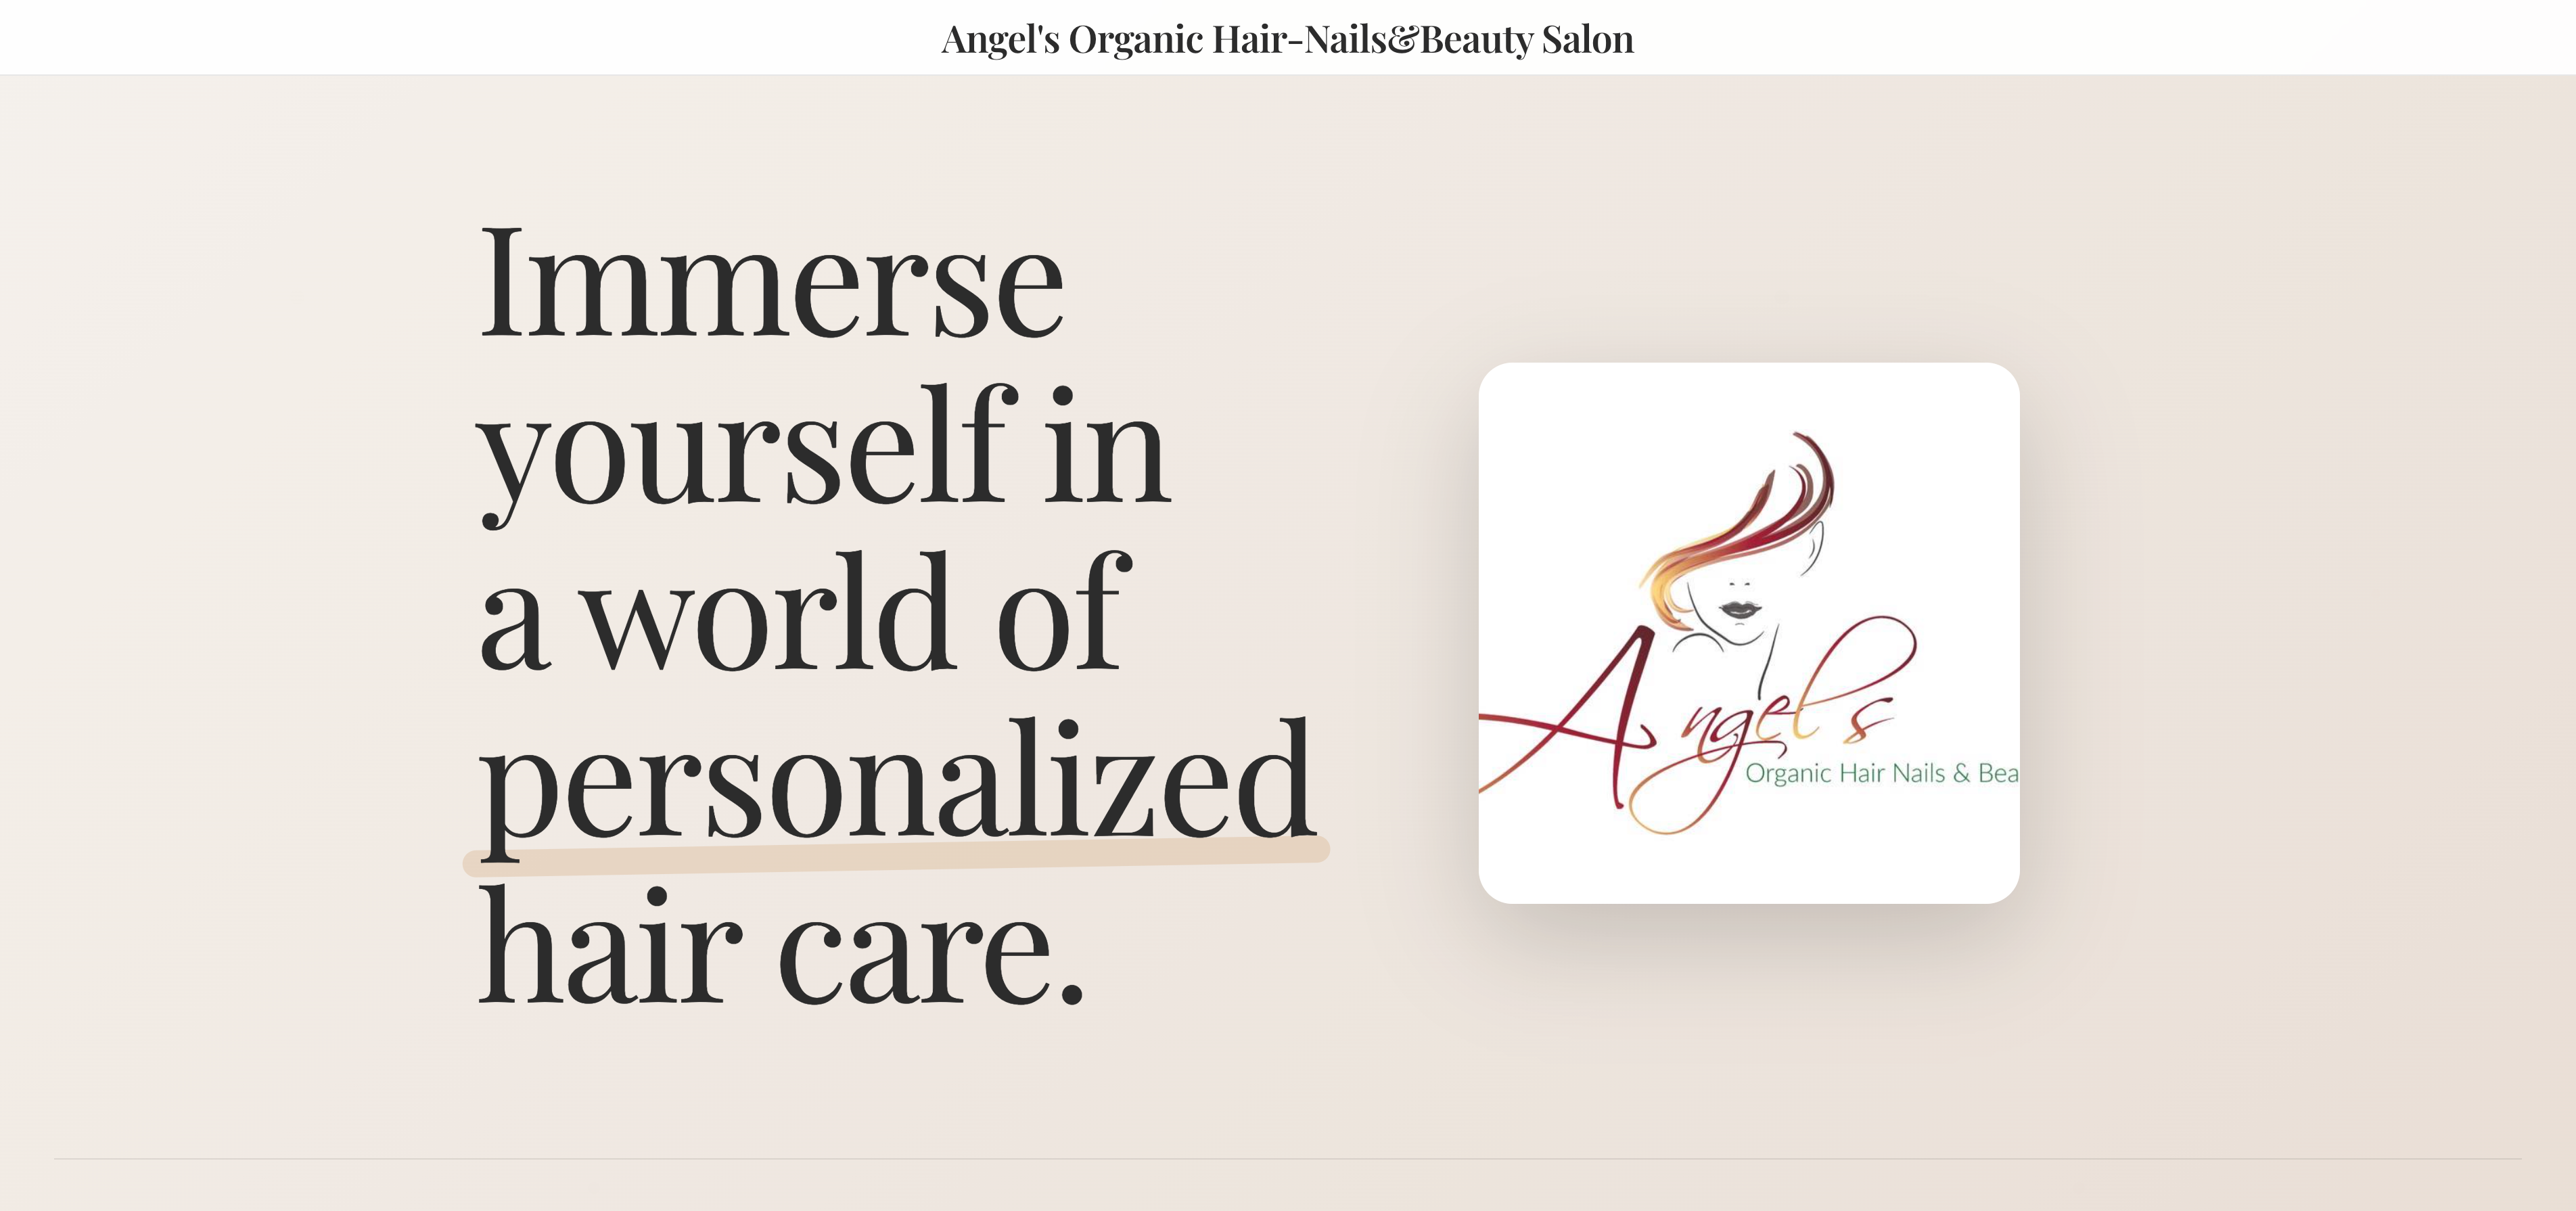 Angel's Organic Hair-Nails&Beauty Salon
Immerse
yourself in
a world of
personalized
hair care.
Angel's
Organic Hair Nails & Bea